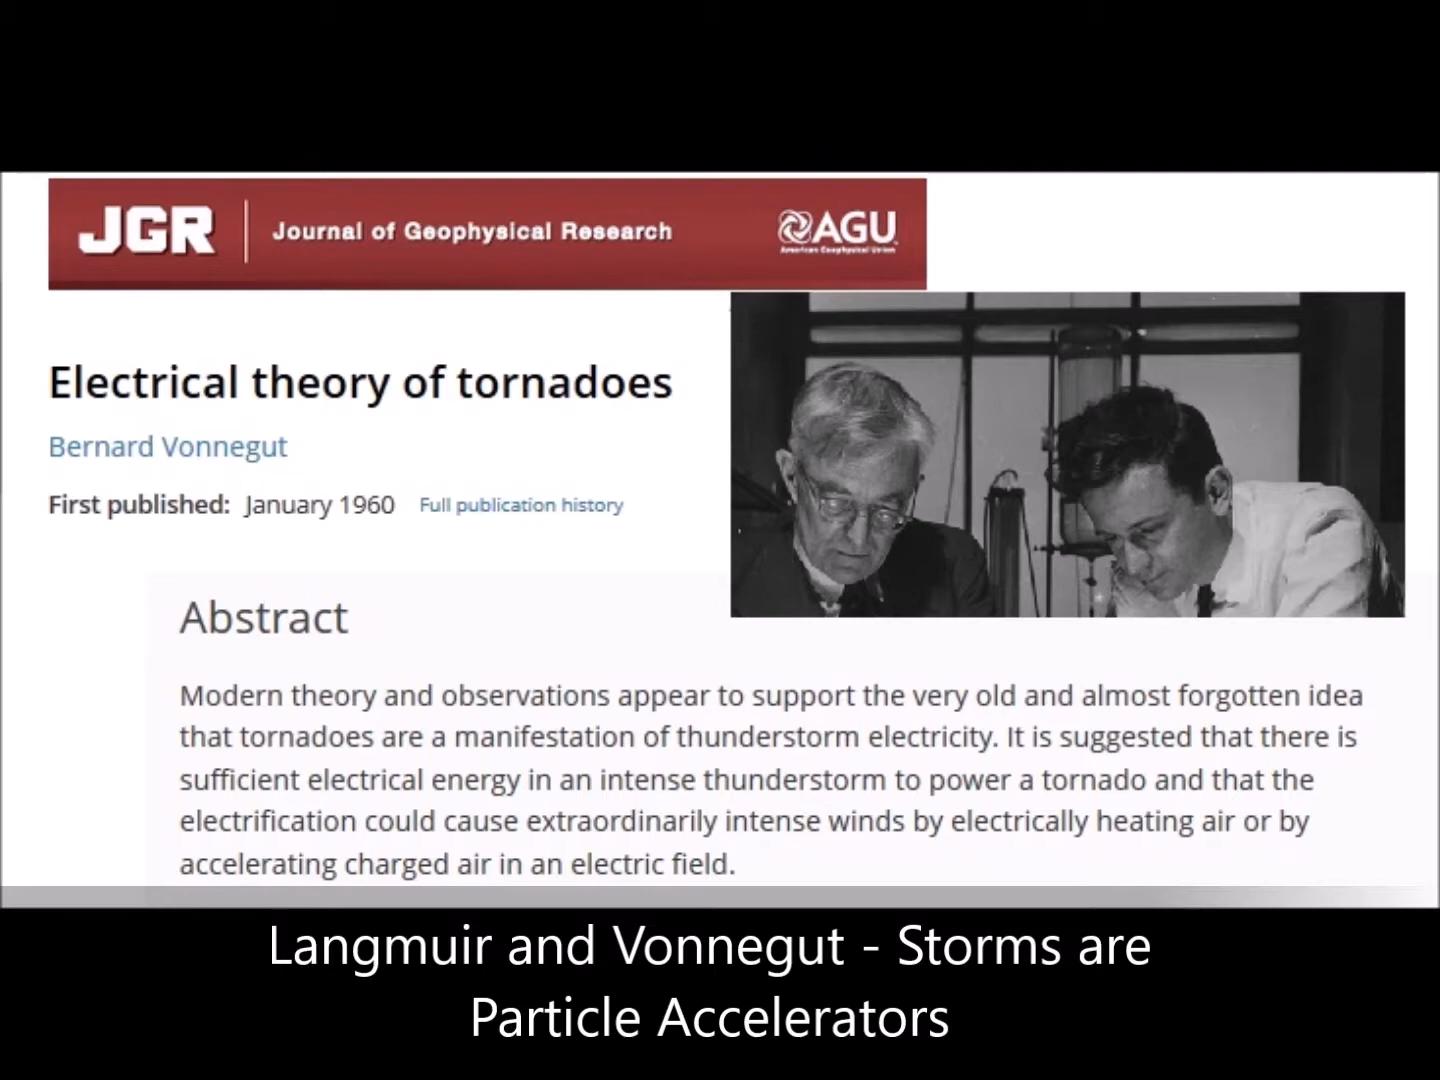 JGR
Journal of Geophysical Research
AGU
American Geophysical Union
Electrical theory of tornadoes
Bernard Vonnegut
First published: January 1960 Full publication history
Abstract
Modern theory and observations appear to support the very old and almost forgotten idea
that tornadoes are a manifestation of thunderstorm electricity. It is suggested that there is
sufficient electrical energy in an intense thunderstorm to power a tornado and that the
electrification could cause extraordinarily intense winds by electrically heating air or by
accelerating charged air in an electric field.
Langmuir and Vonnegut - Storms are
Particle Accelerators